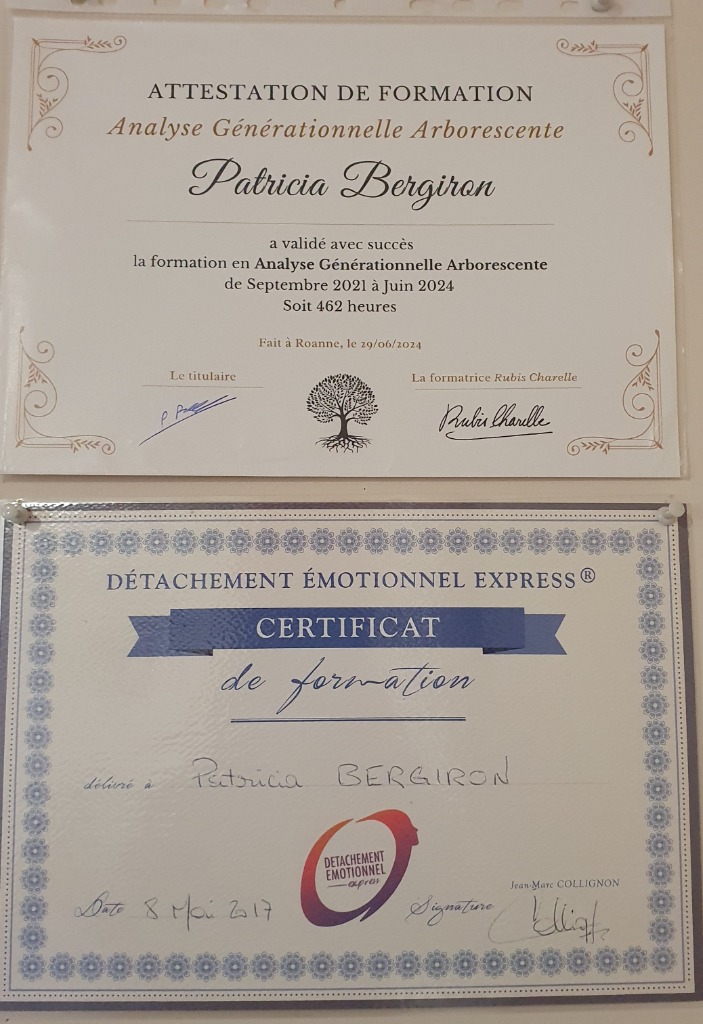 ATTESTATION DE FORMATION
Analyse Générationnelle Arborescente
Patricia Bergiron
a validé avec succès
la formation en Analyse Générationnelle Arborescente
de Septembre 2021 à Juin 2024
Soit 462 heures
Fait à Roanne, le 29/06/2024
Le titulaire
La formatrice Rubis Charelle
Rubis Charelle
DÉTACHEMENT ÉMOTIONNEL EXPRESS®
CERTIFICAT
de formation
délivré à Patricia BERGIRON
DETACHEMENT
EMOTIONNEL
express
Jean-Marc COLLIGNON
Date 8 Mai 2017
Signature